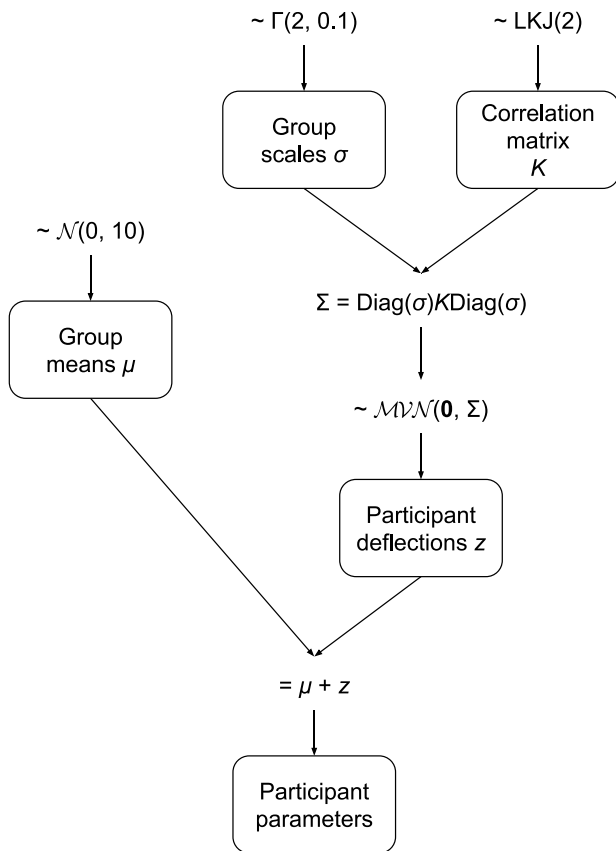 ~ Γ(2, 0.1)
~ LKJ(2)
Group
scales σ
Correlation
matrix
K
~ 𝒩(0, 10)
Group
means μ
Σ = Diag(σ)KDiag(σ)
~ ℳ𝒱𝒩(0, Σ)
Participant
deflections z
= μ + z
Participant
parameters